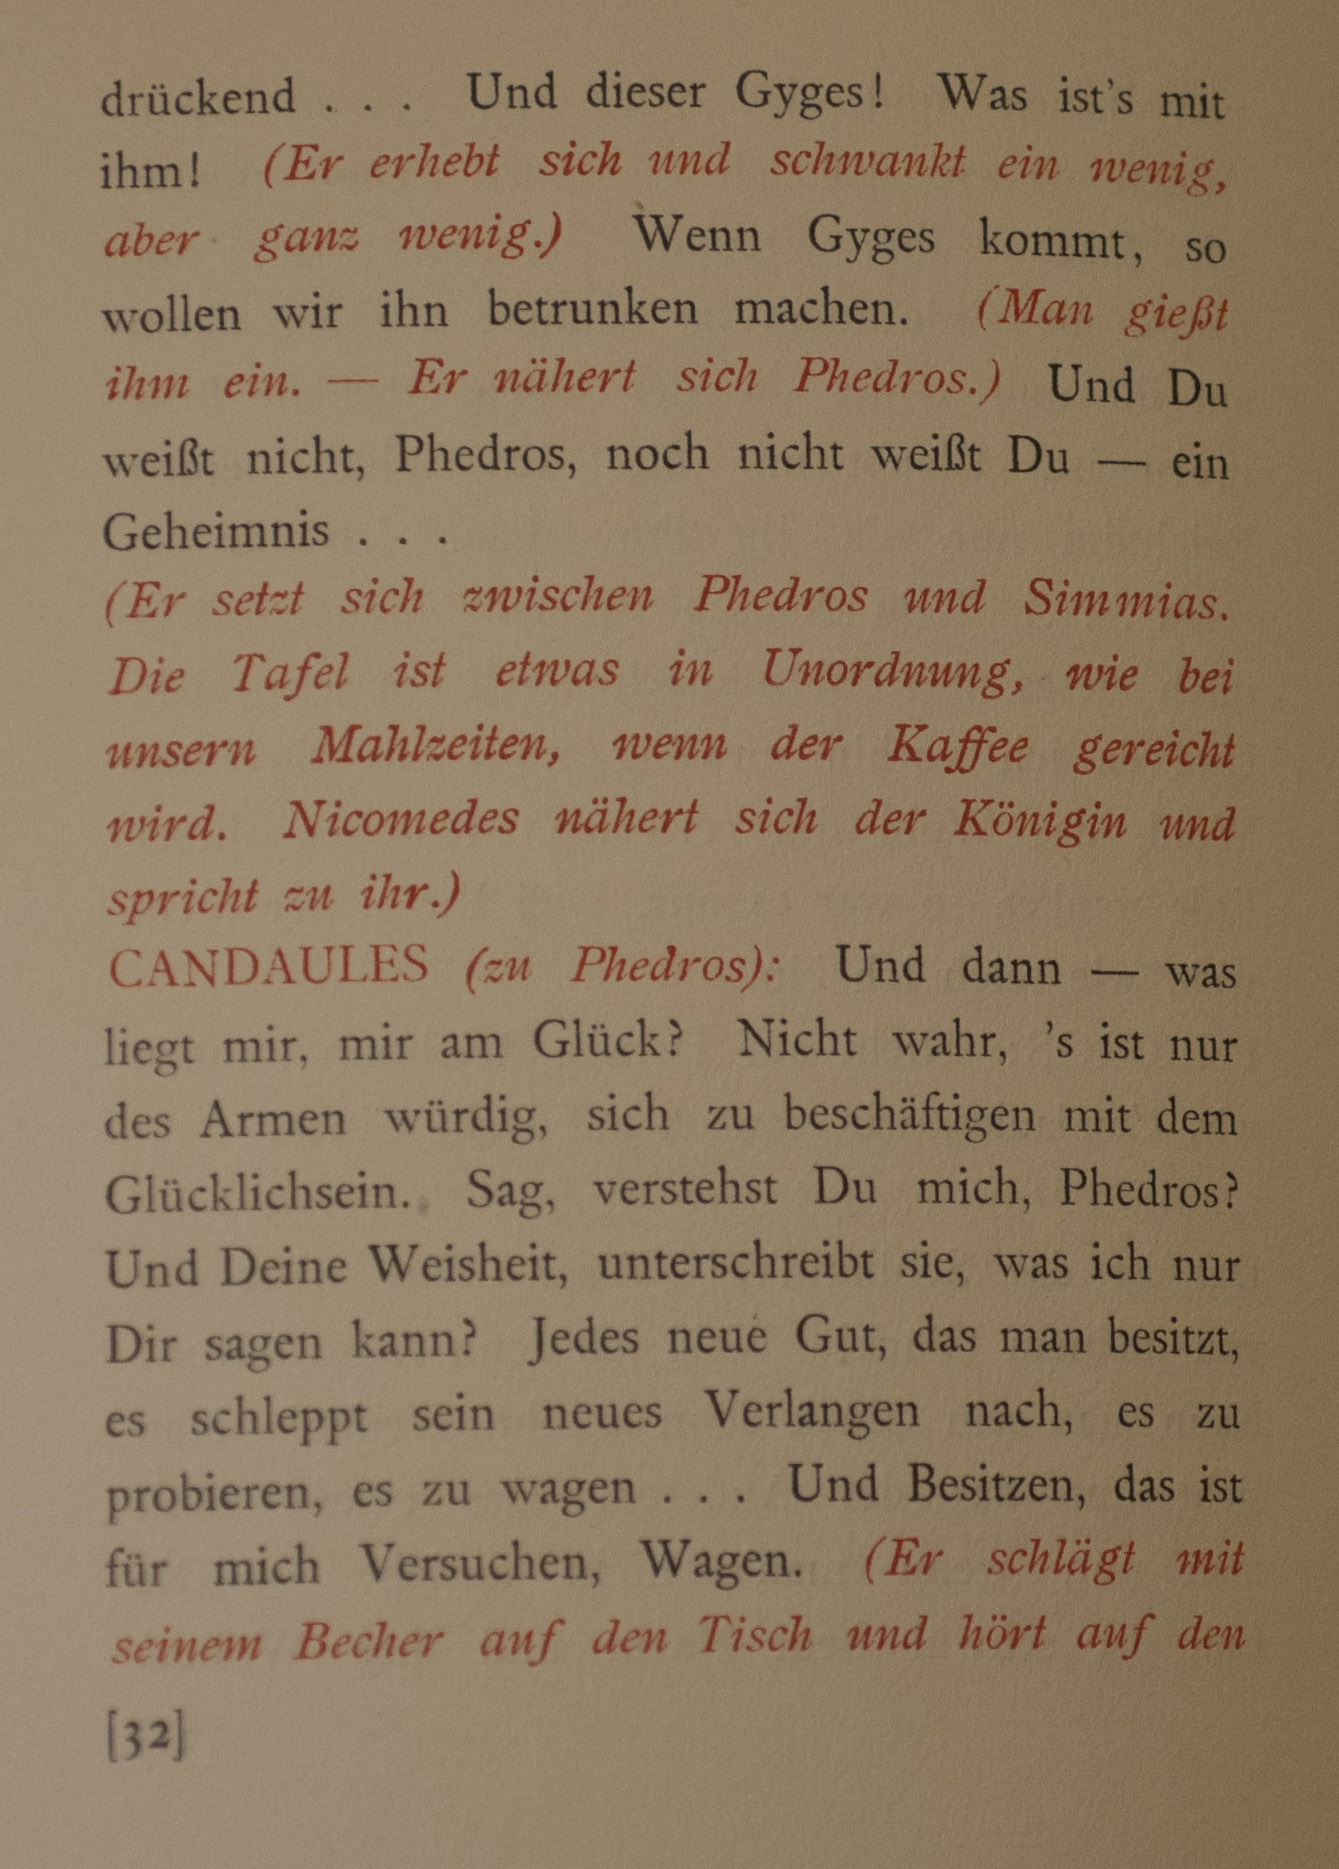 drückend . . . Und dieser Gyges! Was ist's mit
ihm! (Er erhebt sich und schwankt ein wenig,
aber ganz wenig.) Wenn Gyges kommt, so
wollen wir ihn betrunken machen. (Man gießt
ihm ein. — Er nähert sich Phedros.) Und Du
weißt nicht, Phedros, noch nicht weißt Du — ein
Geheimnis . . .
(Er setzt sich zwischen Phedros und Simmias.
Die Tafel ist etwas in Unordnung, wie bei
unsern Mahlzeiten, wenn der Kaffee gereicht
wird. Nicomedes nähert sich der Königin und
spricht zu ihr.)
CANDAULES (zu Phedros): Und dann — was
liegt mir, mir am Glück? Nicht wahr, 's ist nur
des Armen würdig, sich zu beschäftigen mit dem
Glücklichsein. Sag, verstehst Du mich, Phedros?
Und Deine Weisheit, unterschreibt sie, was ich nur
Dir sagen kann? Jedes neue Gut, das man besitzt,
es schleppt sein neues Verlangen nach, es zu
probieren, es zu wagen . . . Und Besitzen, das ist
für mich Versuchen, Wagen. (Er schlägt mit
seinem Becher auf den Tisch und hört auf den
[32]